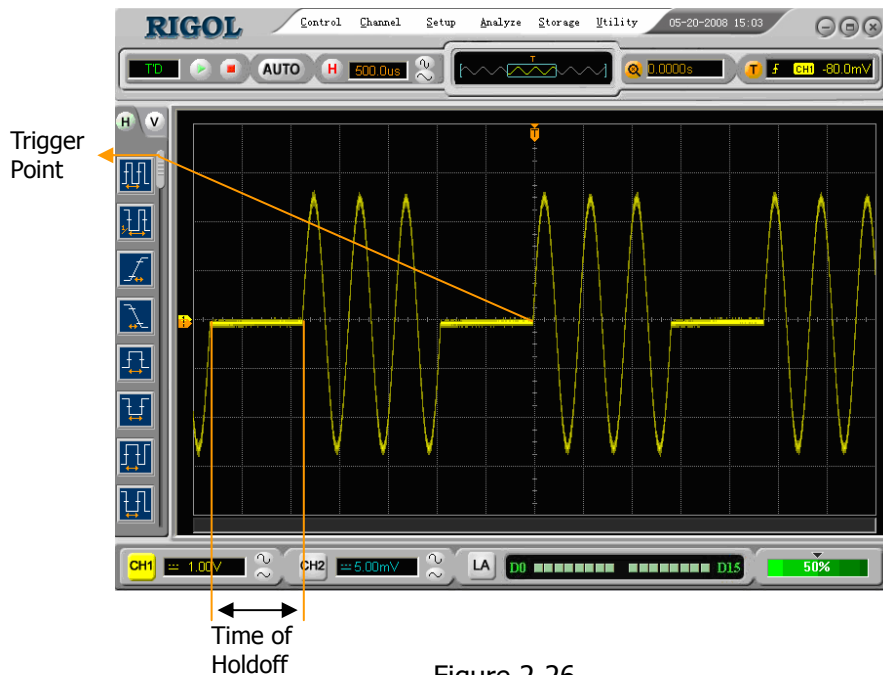 RIGOL
Control Channel Setup Analyze Storage Utility 05-20-2008 15:03
T'D AUTO H 500.0us T 0.0000s T CH1 -80.0mV
H V
T
Trigger
Point
CH1 1.00V CH2 5.00mV LA D0 D15 50%
Time of
Holdoff
Figure 2-26